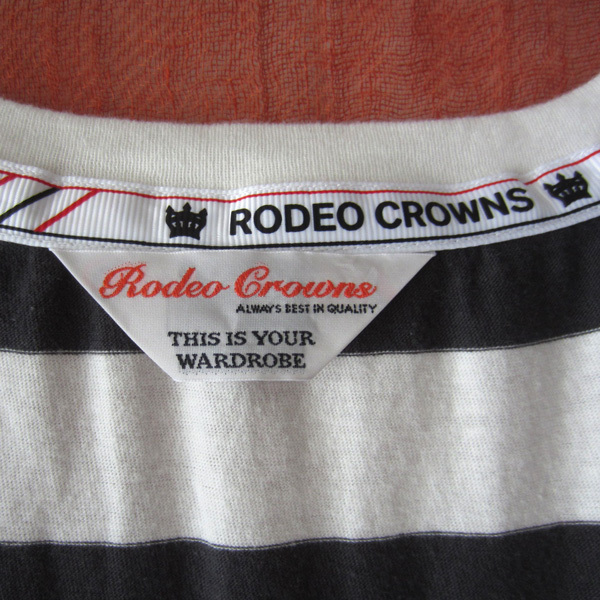 RODEO CROWNS
Rodeo Crowns
ALWAYS BEST IN QUALITY
THIS IS YOUR
WARDROBE